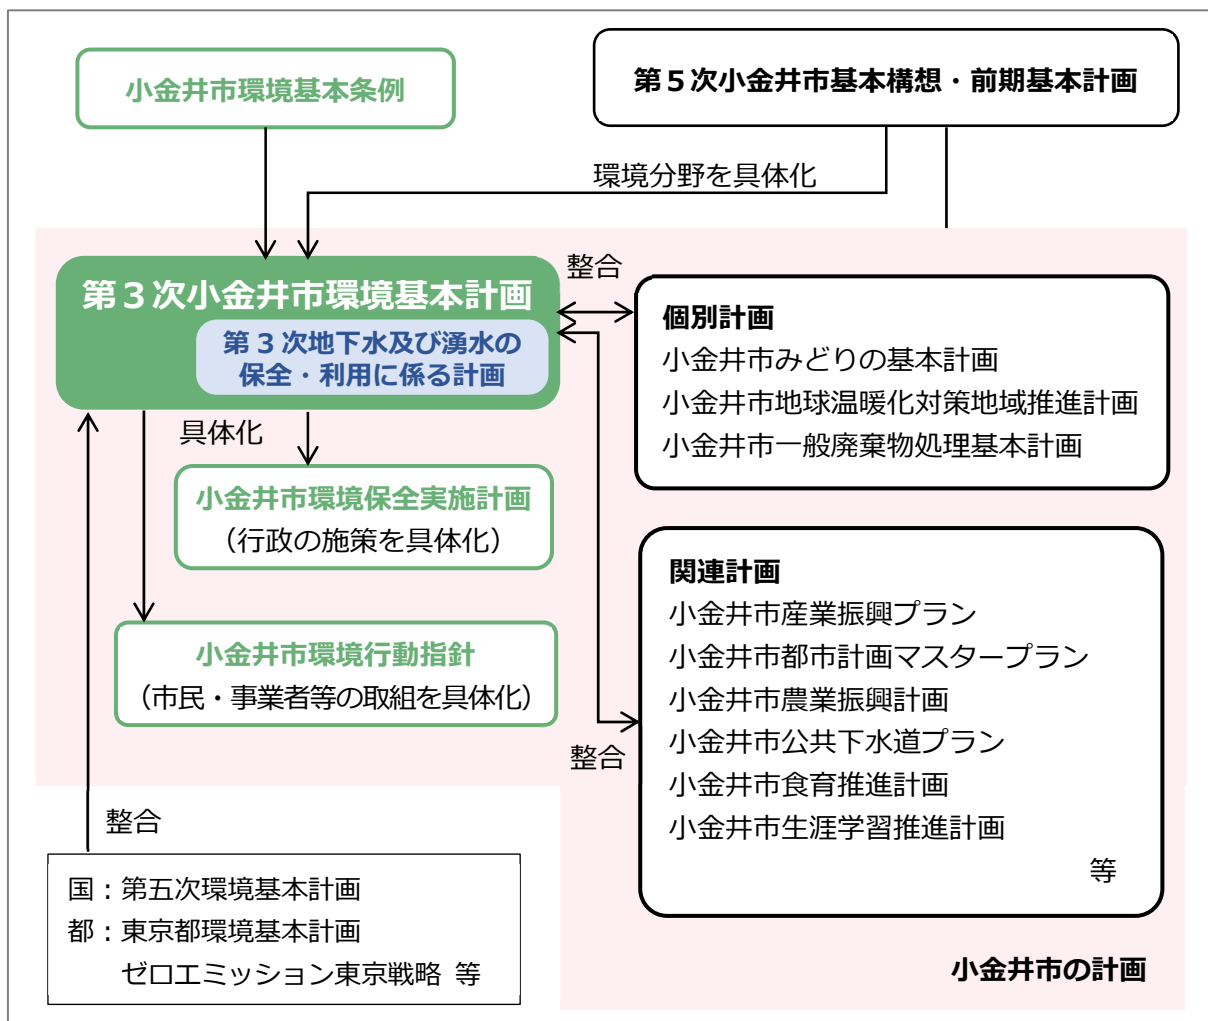 小金井市環境基本条例
第５次小金井市基本構想・前期基本計画
環境分野を具体化
第３次小金井市環境基本計画
第３次地下水及び湧水の
保全・利用に係る計画
整合
個別計画
小金井市みどりの基本計画
小金井市地球温暖化対策地域推進計画
小金井市一般廃棄物処理基本計画
具体化
小金井市環境保全実施計画
（行政の施策を具体化）
小金井市環境行動指針
（市民・事業者等の取組を具体化）
関連計画
小金井市産業振興プラン
小金井市都市計画マスタープラン
小金井市農業振興計画
小金井市公共下水道プラン
小金井市食育推進計画
小金井市生涯学習推進計画
等
整合
整合
国：第五次環境基本計画
都：東京都環境基本計画
ゼロエミッション東京戦略 等
小金井市の計画